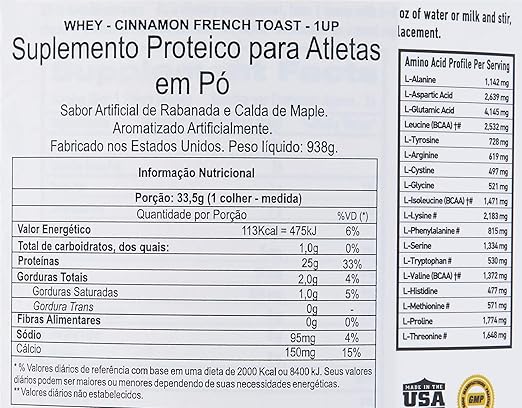 WHEY - CINNAMON FRENCH TOAST - 1UP
Suplemento Proteico para Atletas
em Pó
Sabor Artificial de Rabanada e Calda de Maple.
Aromatizado Artificialmente.
Fabricado nos Estados Unidos. Peso líquido: 938g.
Informação Nutricional
Porção: 33,5g (1 colher - medida)
Quantidade por Porção %VD (*)
Valor Energético 113Kcal = 475kJ 6%
Total de carboidratos, dos quais: 1,0g 0%
Proteínas 25g 33%
Gorduras Totais 2,0g 4%
Gorduras Saturadas 1,0g 5%
Gordura Trans 0g -
Fibras Alimentares 0g 0%
Sódio 95mg 4%
Cálcio 150mg 15%
* % Valores diários de referência com base em uma dieta de 2000 Kcal ou 8400 kJ. Seus valores
diários podem ser maiores ou menores dependendo de suas necessidades energéticas.
** Valores diários não estabelecidos.
oz of water or milk and stir,
lacement.
Amino Acid Profile Per Serving
L-Alanine 1,142 mg
L-Aspartic Acid 2,639 mg
L-Glutamic Acid 4,145 mg
Leucine (BCAA) †# 2,532 mg
L-Tyrosine 728 mg
L-Arginine 619 mg
L-Cystine 497 mg
L-Glycine 521 mg
L-Isoleucine (BCAA) †# 1,471 mg
L-Lysine # 2,183 mg
L-Phenylalanine # 815 mg
L-Serine 1,334 mg
L-Tryptophan # 530 mg
L-Valine (BCAA) †# 1,372 mg
L-Histidine 477 mg
L-Methionine # 571 mg
L-Proline 1,774 mg
L-Threonine # 1,648 mg
MADE IN THE
USA
GMP